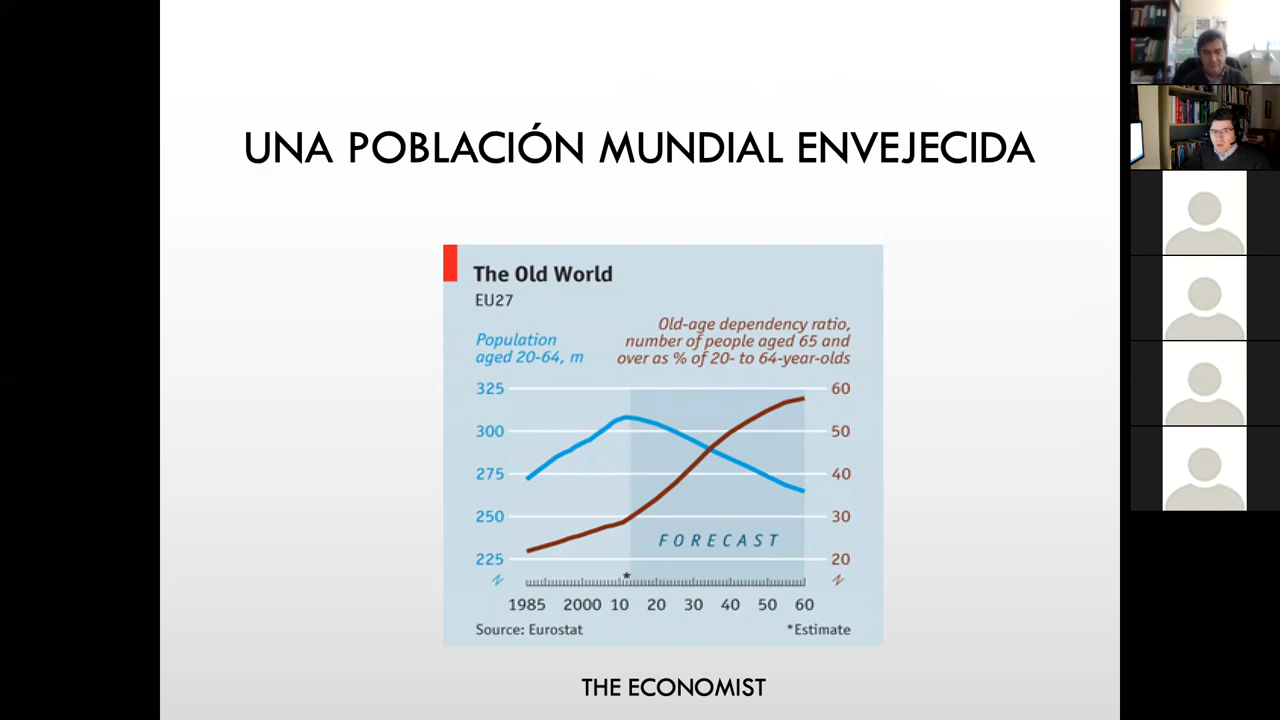 UNA POBLACIÓN MUNDIAL ENVEJECIDA
The Old World
EU27
Population
aged 20-64, m
Old-age dependency ratio,
number of people aged 65 and
over as % of 20- to 64-year-olds
325 60
300 50
275 40
250 30
FORECAST
225 20
*
1985 2000 10 20 30 40 50 60
Source: Eurostat *Estimate
THE ECONOMIST